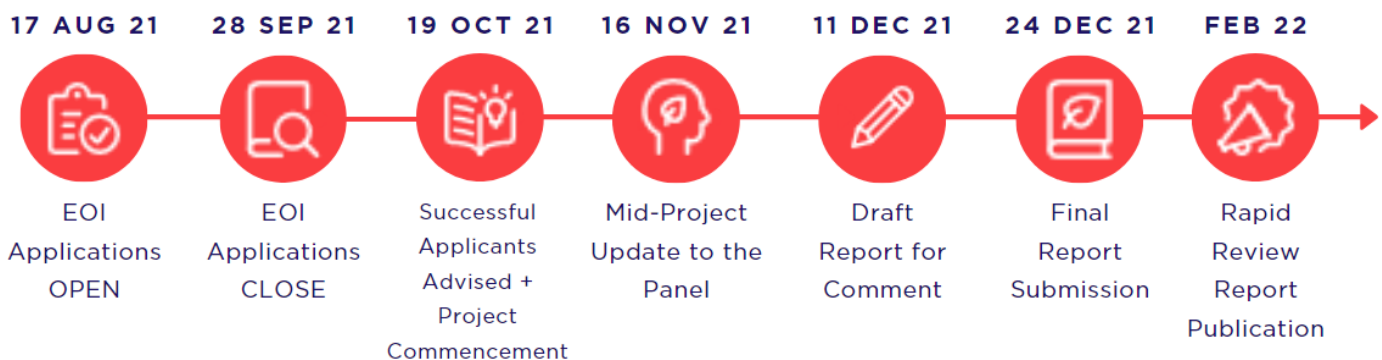 17 AUG 21
28 SEP 21
19 OCT 21
16 NOV 21
11 DEC 21
24 DEC 21
FEB 22
EOI
Applications
OPEN
EOI
Applications
CLOSE
Successful
Applicants
Advised +
Project
Commencement
Mid-Project
Update to the
Panel
Draft
Report for
Comment
Final
Report
Submission
Rapid
Review
Report
Publication